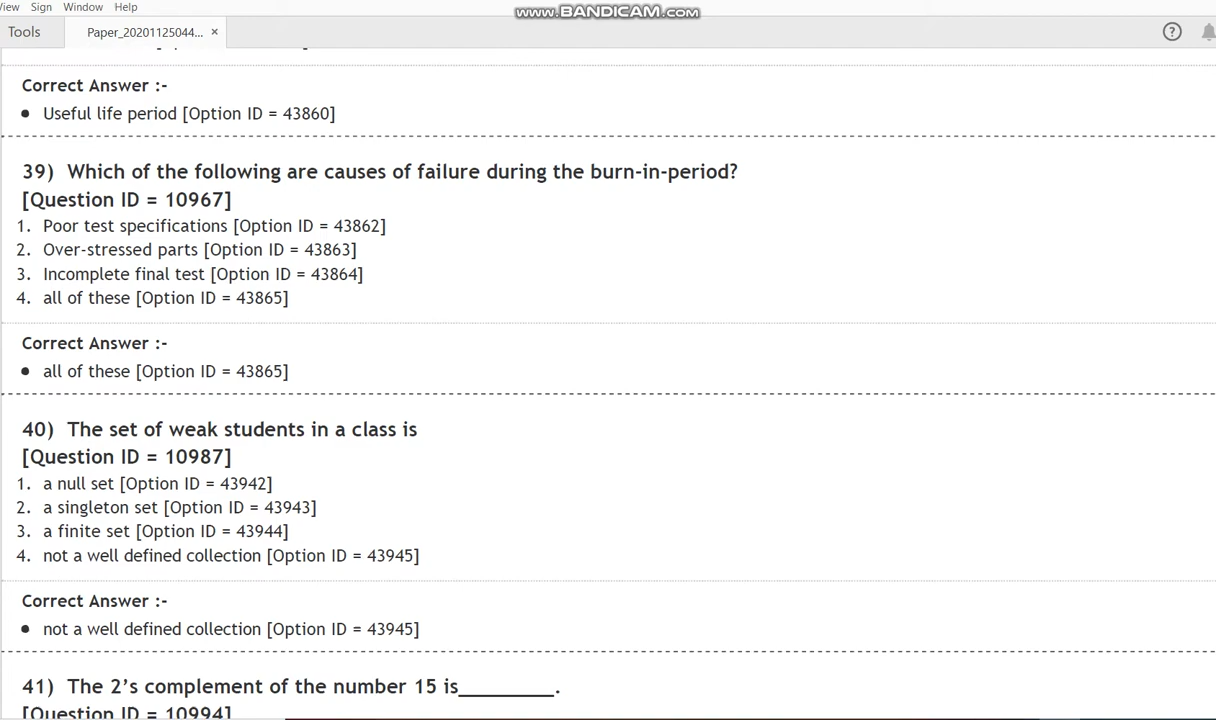 View Sign Window Help
www.BANDICAM.com
Tools Paper_20201125044... × ?
Correct Answer :-
● Useful life period [Option ID = 43860]
39) Which of the following are causes of failure during the burn-in-period?
[Question ID = 10967]
1. Poor test specifications [Option ID = 43862]
2. Over-stressed parts [Option ID = 43863]
3. Incomplete final test [Option ID = 43864]
4. all of these [Option ID = 43865]
Correct Answer :-
● all of these [Option ID = 43865]
40) The set of weak students in a class is
[Question ID = 10987]
1. a null set [Option ID = 43942]
2. a singleton set [Option ID = 43943]
3. a finite set [Option ID = 43944]
4. not a well defined collection [Option ID = 43945]
Correct Answer :-
● not a well defined collection [Option ID = 43945]
41) The 2’s complement of the number 15 is________.
[Question ID = 10994]